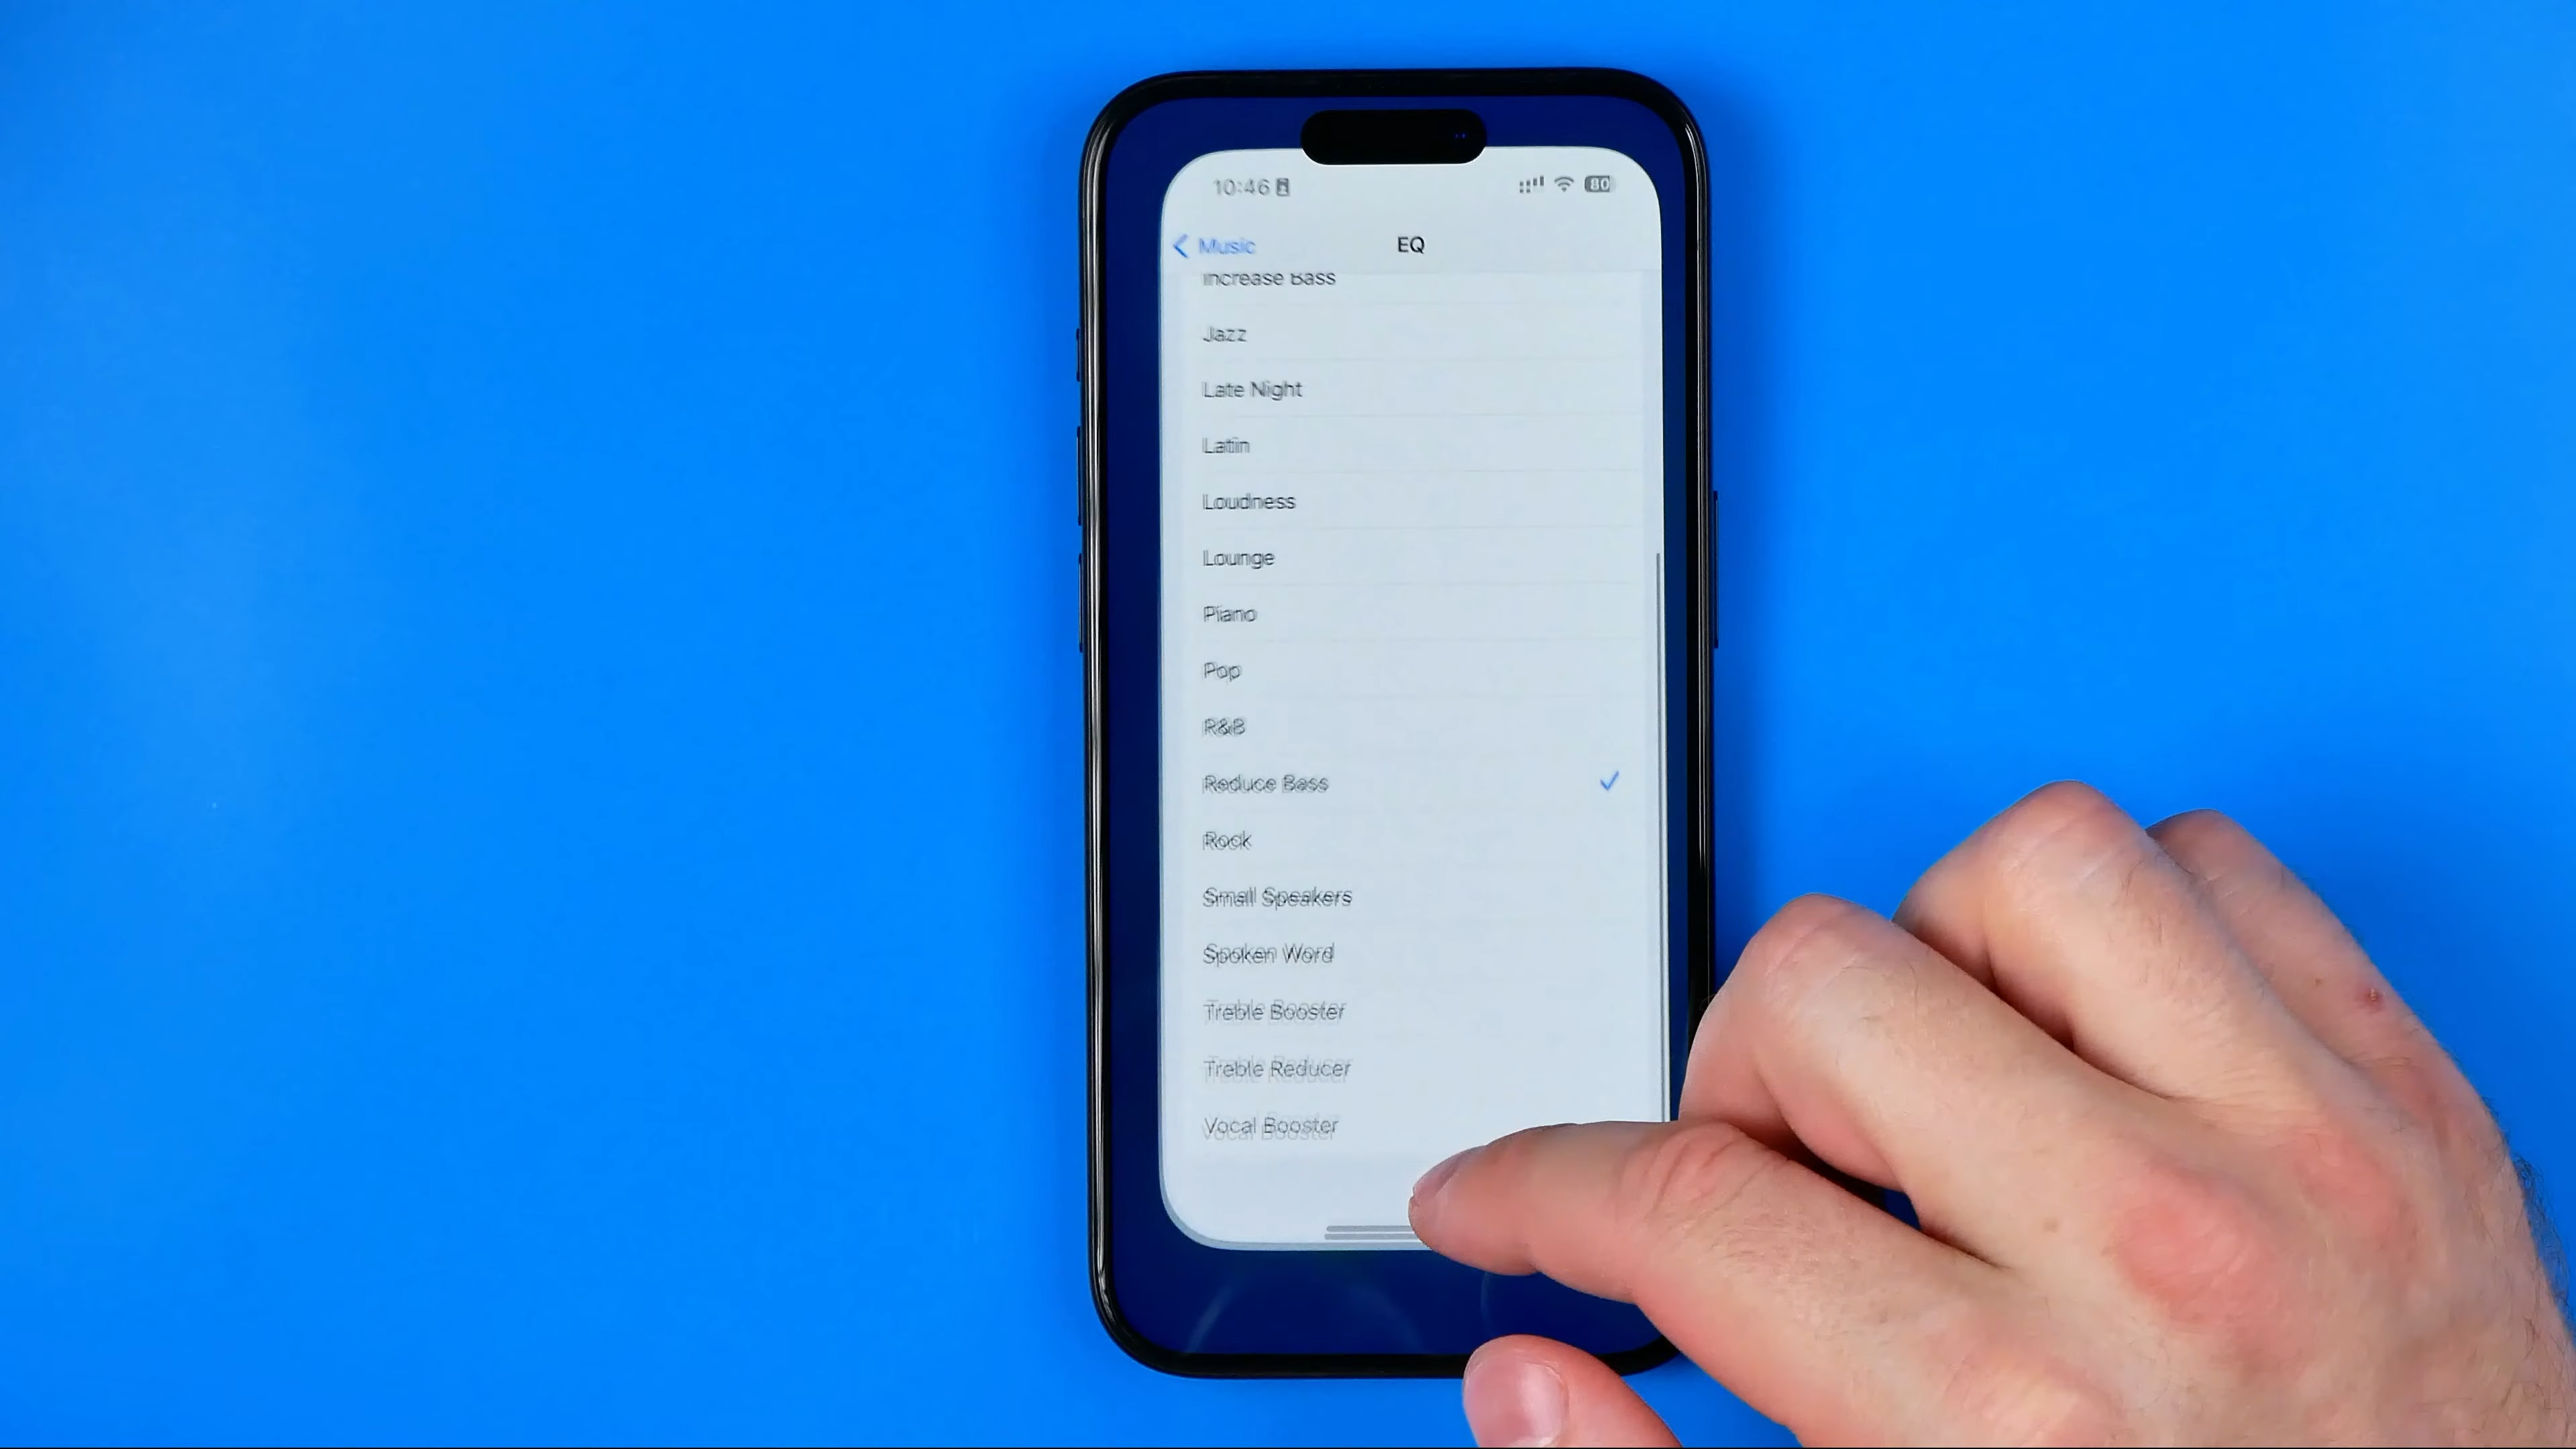 10:46
80
Music
EQ
Increase Bass
Jazz
Late Night
Latin
Loudness
Lounge
Piano
Pop
R&B
Reduce Bass
Rock
Small Speakers
Spoken Word
Treble Booster
Treble Reducer
Vocal Booster